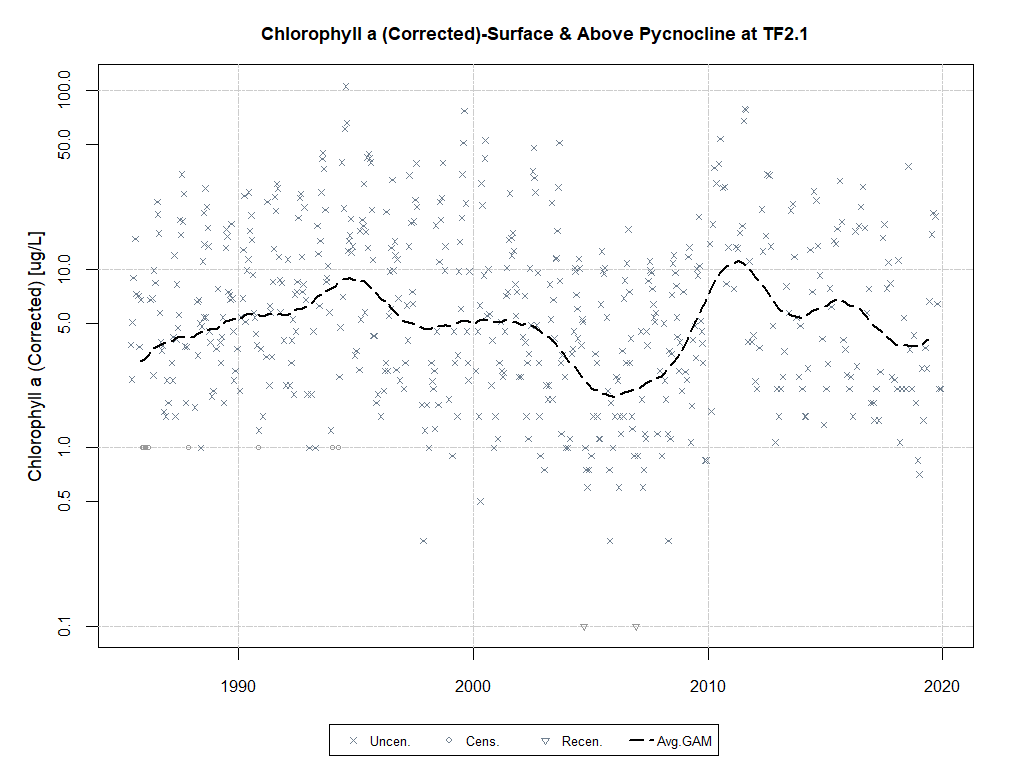 Chlorophyll a (Corrected)-Surface & Above Pycnocline at TF2.1
Chlorophyll a (Corrected) [ug/L]
100.0
50.0
10.0
5.0
1.0
0.5
0.1
1990 2000 2010 2020
Uncen. Cens. Recen. Avg.GAM